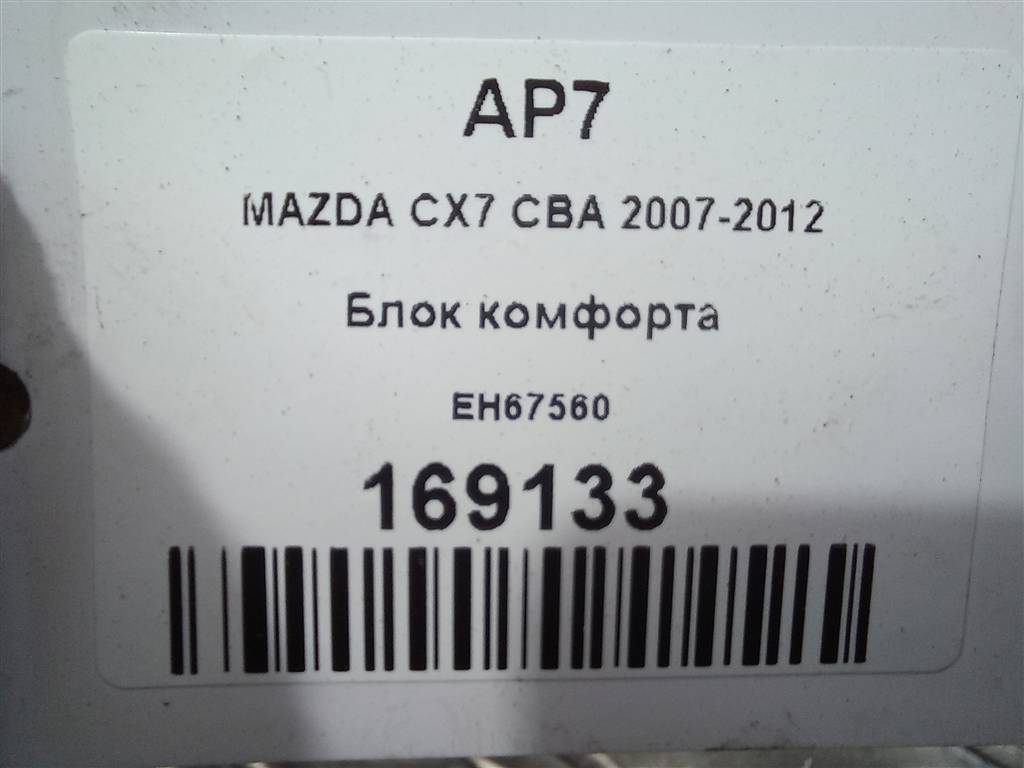 AP7
MAZDA CX7 CBA 2007-2012
Блок комфорта
EH67560
169133